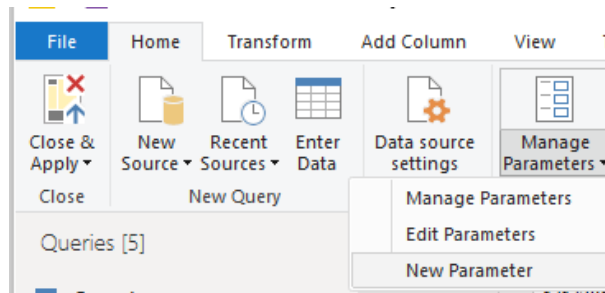 File Home Transform Add Column View
Close & Apply
New Source
Recent Sources
Enter Data
Data source settings
Manage Parameters
Close
New Query
Manage Parameters
Edit Parameters
New Parameter
Queries [5]